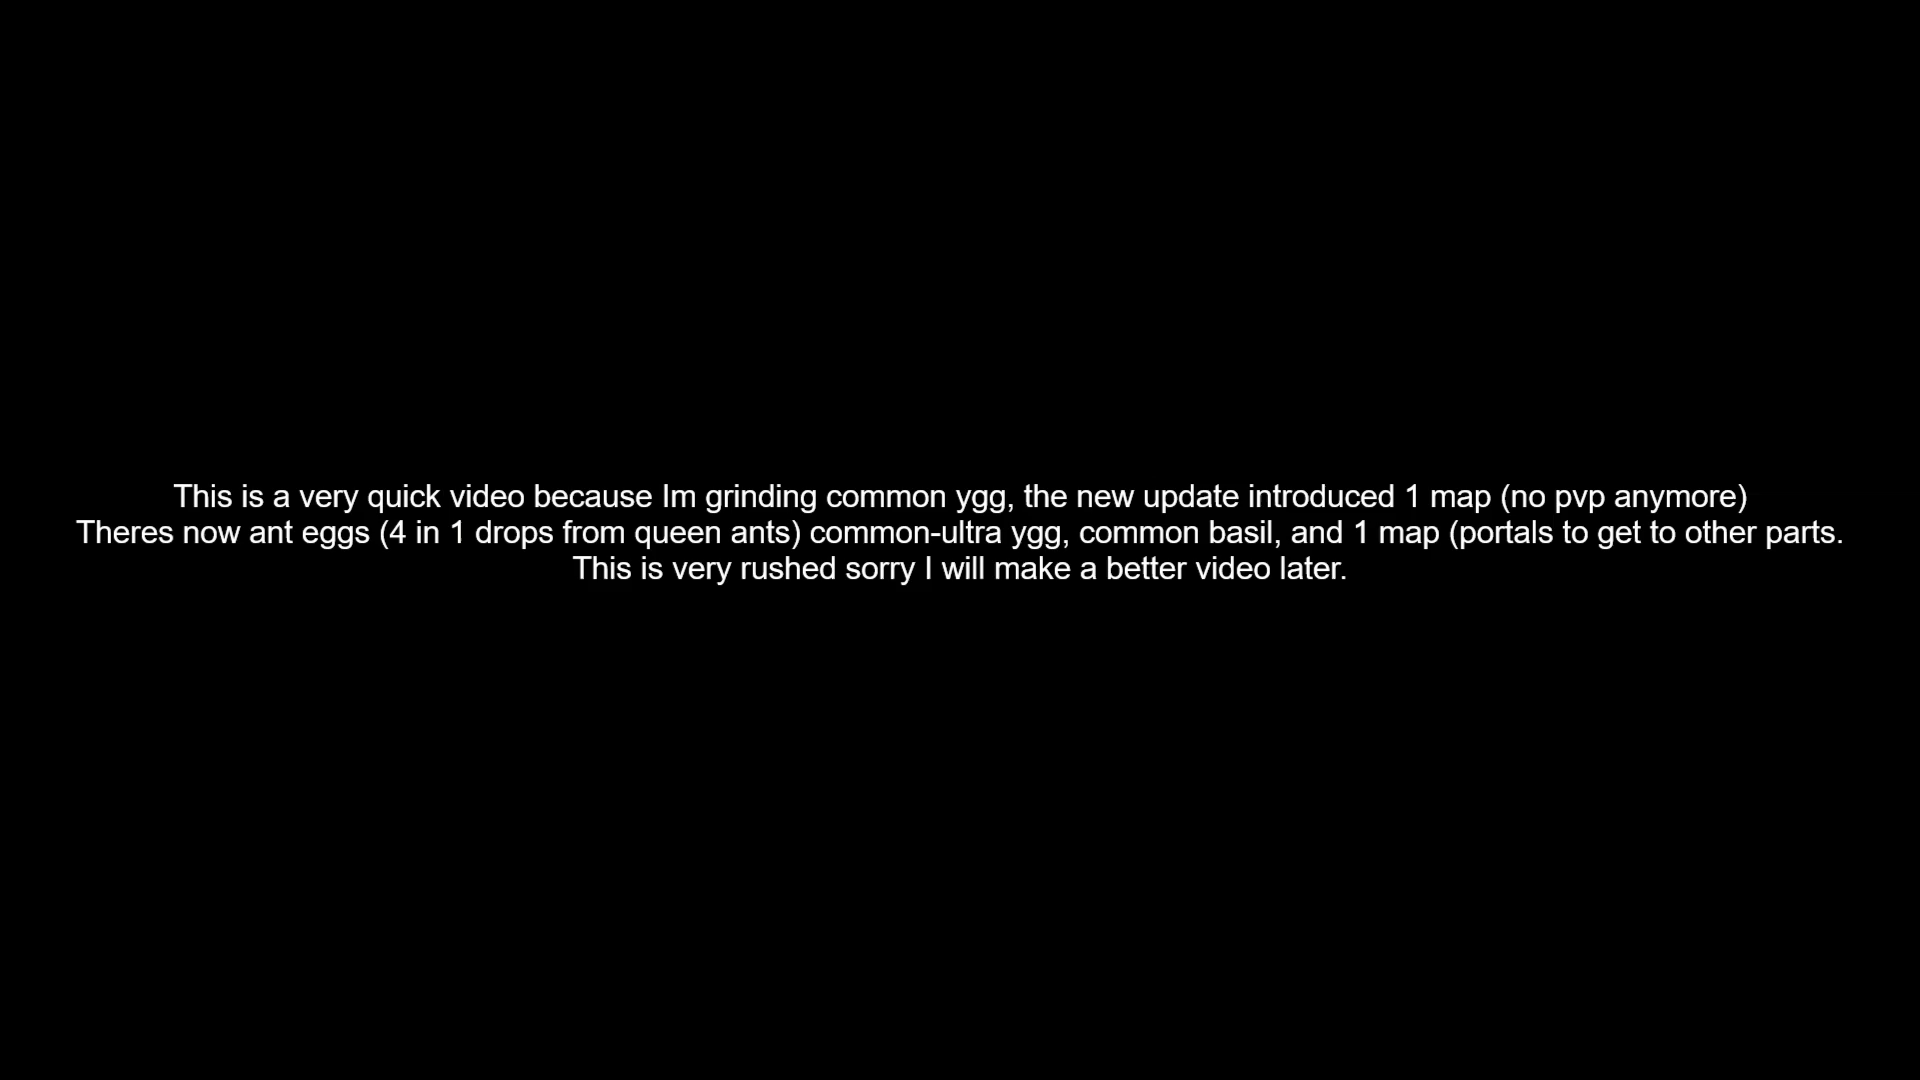 This is a very quick video because Im grinding common ygg, the new update introduced 1 map (no pvp anymore)
Theres now ant eggs (4 in 1 drops from queen ants) common-ultra ygg, common basil, and 1 map (portals to get to other parts.
This is very rushed sorry I will make a better video later.